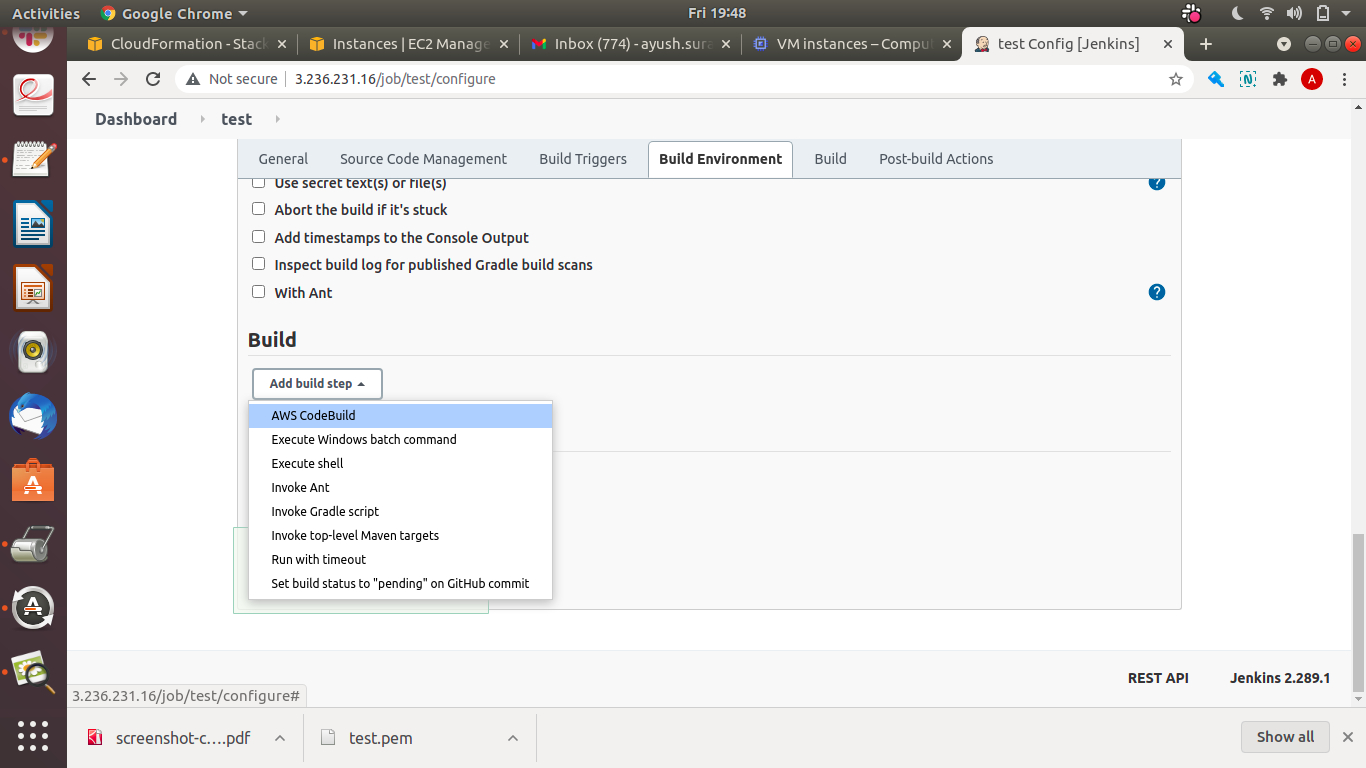 Activities Google Chrome Fri 19:48
CloudFormation - Stack Instances | EC2 Manage Inbox (774) - ayush.sura VM instances – Comput test Config [Jenkins]
Not secure 3.236.231.16/job/test/configure A
Dashboard test
General Source Code Management Build Triggers Build Environment Build Post-build Actions
Use secret text(s) or file(s) ?
Abort the build if it's stuck
Add timestamps to the Console Output
Inspect build log for published Gradle build scans
With Ant ?
Build
Add build step
AWS CodeBuild
Execute Windows batch command
Execute shell
Invoke Ant
Invoke Gradle script
Invoke top-level Maven targets
Run with timeout
Set build status to "pending" on GitHub commit
REST API Jenkins 2.289.1
3.236.231.16/job/test/configure#
screenshot-c....pdf test.pem Show all